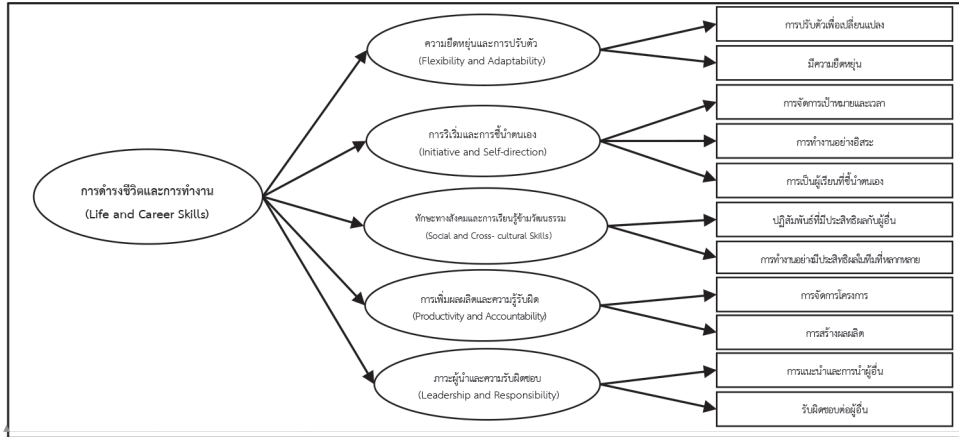 การดำรงชีวิตและการทำงาน
(Life and Career Skills)
ความยืดหยุ่นและการปรับตัว
(Flexibility and Adaptability)
การปรับตัวเพื่อเปลี่ยนแปลง
มีความยืดหยุ่น
การริเริ่มและการชี้นำตนเอง
(Initiative and Self-direction)
การจัดการเป้าหมายและเวลา
การทำงานอย่างอิสระ
การเป็นผู้เรียนที่ชี้นำตนเอง
ทักษะทางสังคมและการเรียนรู้ข้ามวัฒนธรรม
(Social and Cross- cultural Skills)
ปฏิสัมพันธ์ที่มีประสิทธิผลกับผู้อื่น
การทำงานอย่างมีประสิทธิผลในทีมที่หลากหลาย
การเพิ่มผลผลิตและความรู้รับผิด
(Productivity and Accountability)
การจัดการโครงการ
การสร้างผลผลิต
ภาวะผู้นำและความรับผิดชอบ
(Leadership and Responsibility)
การแนะนำและการนำผู้อื่น
รับผิดชอบต่อผู้อื่น